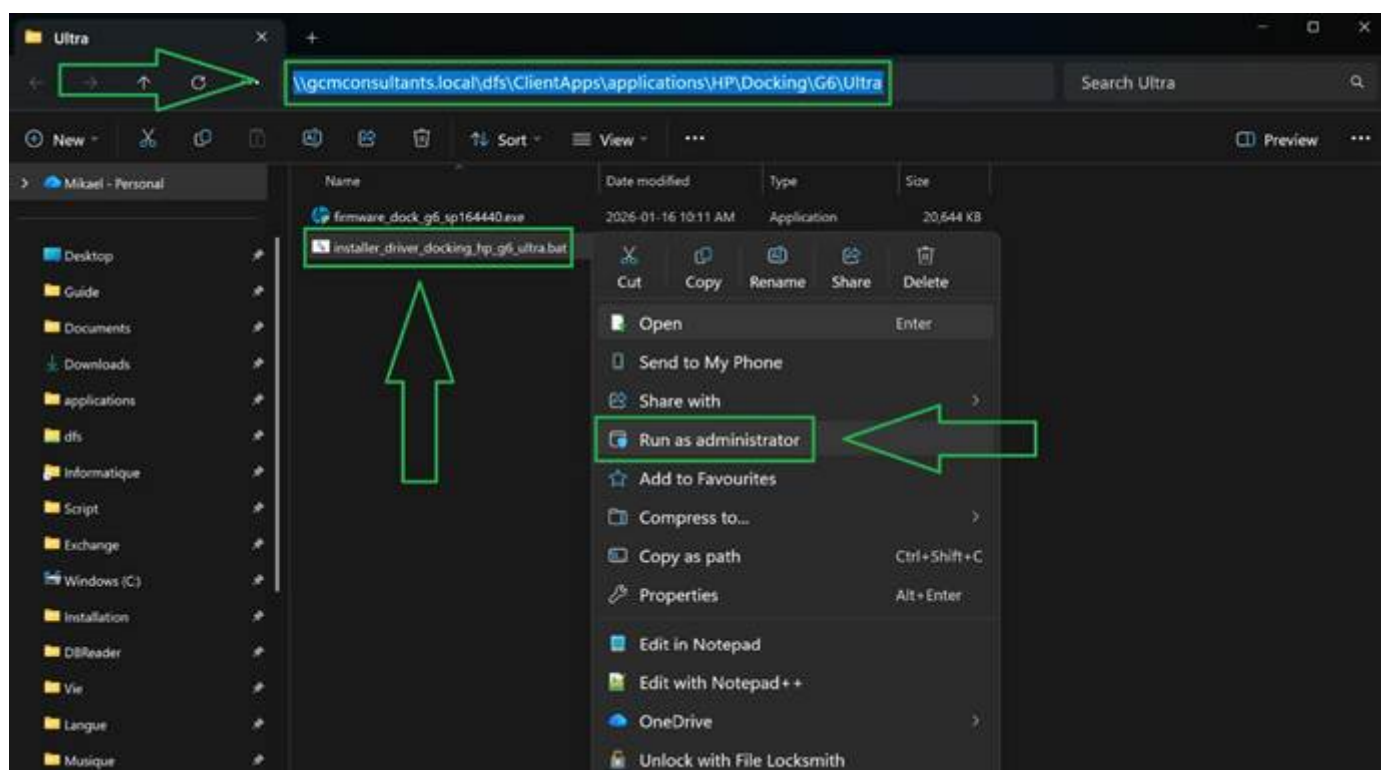 Ultra
\\gcmconsultants.local\dfs\ClientApps\applications\HP\Docking\G6\Ultra
Search Ultra
New
Sort
View
Preview
Mikael - Personal
Name
Date modified
Type
Size
firmware_dock_g6_sp164440.exe
2026-01-16 10:11 AM
Application
20,644 KB
installer_driver_docking_hp_g6_ultra.bat
Desktop
Guide
Documents
Downloads
applications
dfs
Informatique
Script
Exchange
Windows (C:)
Installation
DBReader
Vie
Langue
Musique
Cut
Copy
Rename
Share
Delete
Open
Enter
Send to My Phone
Share with
Run as administrator
Add to Favourites
Compress to...
Copy as path
Ctrl+Shift+C
Properties
Alt+Enter
Edit in Notepad
Edit with Notepad++
OneDrive
Unlock with File Locksmith